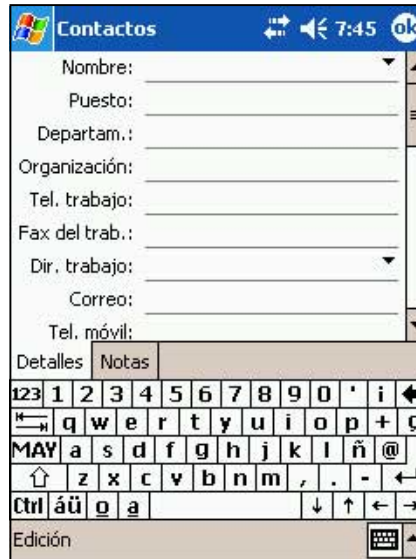 Contactos 7:45 ok
Nombre:
Puesto:
Departam.:
Organización:
Tel. trabajo:
Fax del trab.:
Dir. trabajo:
Correo:
Tel. móvil:
Detalles Notas
123 1 2 3 4 5 6 7 8 9 0 ' ¡
q w e r t y u i o p + ç
MAY a s d f g h j k l ñ @
z x c v b n m , . -
Ctrl áü o a ↓ ↑ ← →
Edición